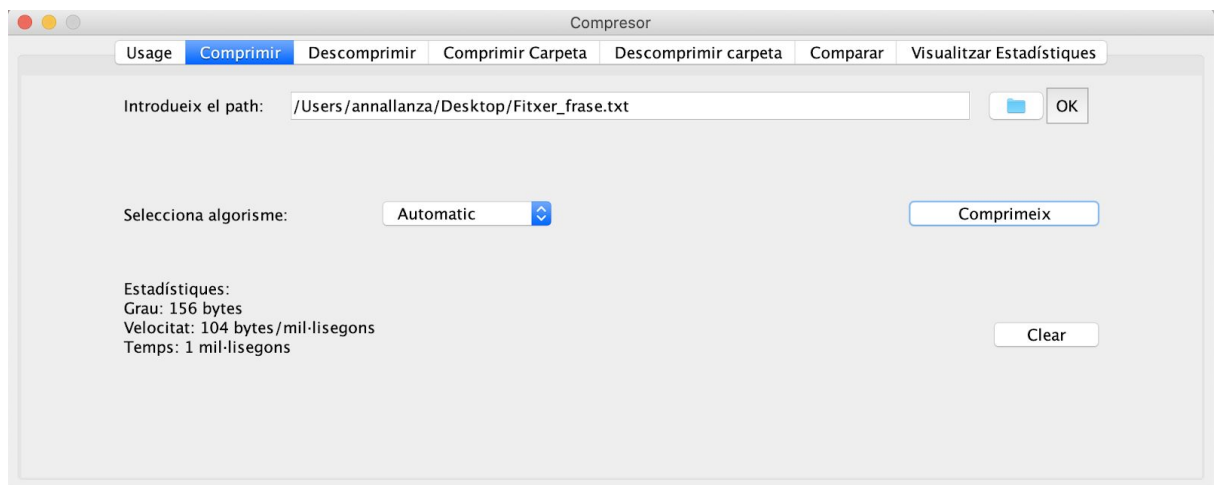 Compresor
Usage Comprimir Descomprimir Comprimir Carpeta Descomprimir carpeta Comparar Visualitzar Estadístiques
Introdueix el path: /Users/annallanza/Desktop/Fitxer_frase.txt OK
Selecciona algorisme: Automatic Comprimeix
Estadístiques:
Grau: 156 bytes
Velocitat: 104 bytes/mil·lisegons
Temps: 1 mil·lisegons
Clear